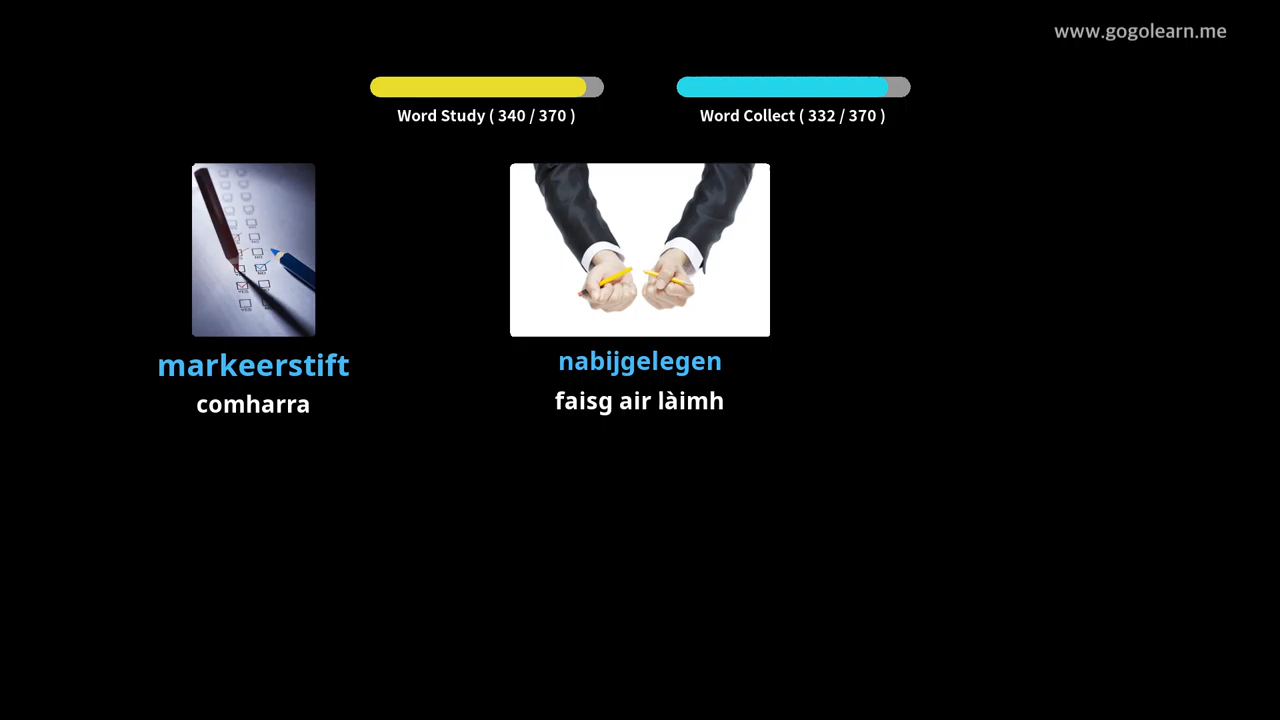 www.gogolearn.me
Word Study ( 340 / 370 )
Word Collect ( 332 / 370 )
markeerstift
comharra
nabijgelegen
faisg air làimh